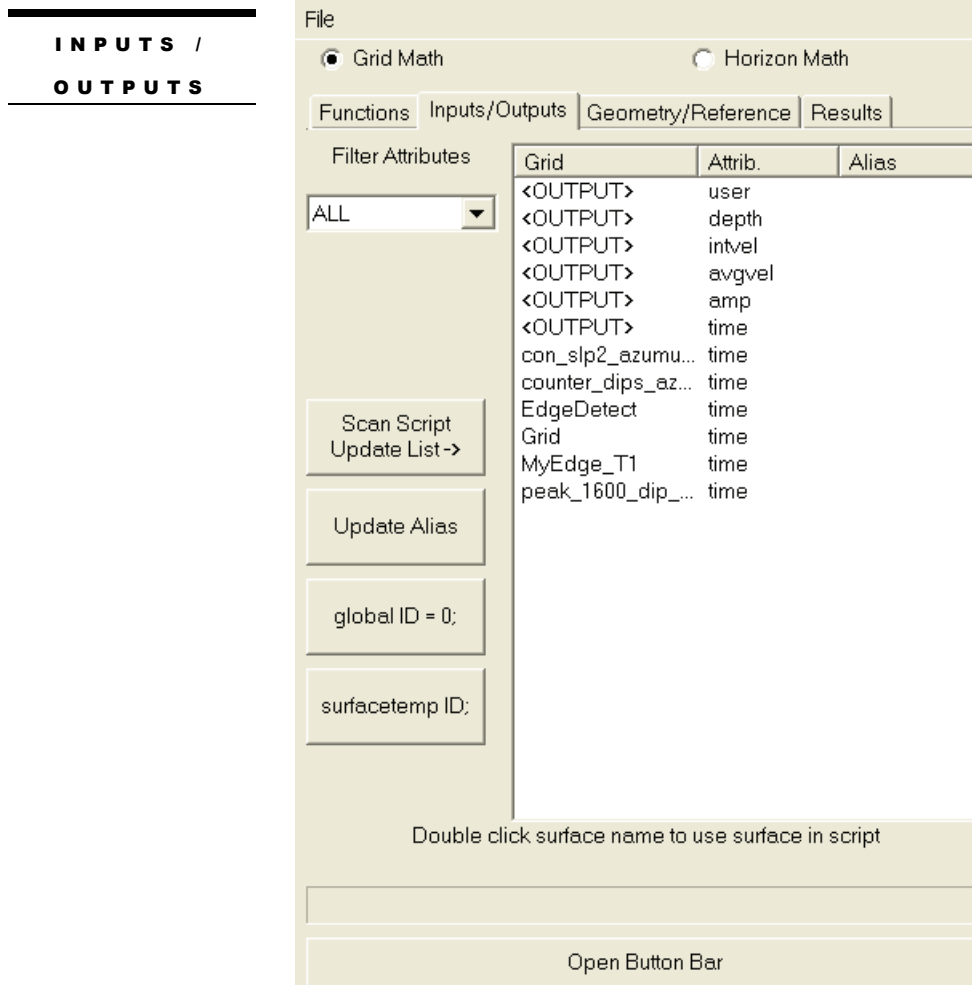 INPUTS /
OUTPUTS
File
Grid Math Horizon Math
Functions Inputs/Outputs Geometry/Reference Results
Filter Attributes
ALL
Grid Attrib. Alias
<OUTPUT> user
<OUTPUT> depth
<OUTPUT> intvel
<OUTPUT> avgvel
<OUTPUT> amp
<OUTPUT> time
con_slp2_azumu... time
counter_dips_az... time
EdgeDetect time
Grid time
MyEdge_T1 time
peak_1600_dip_... time
Scan Script
Update List ->
Update Alias
global ID = 0;
surfacetemp ID;
Double click surface name to use surface in script
Open Button Bar